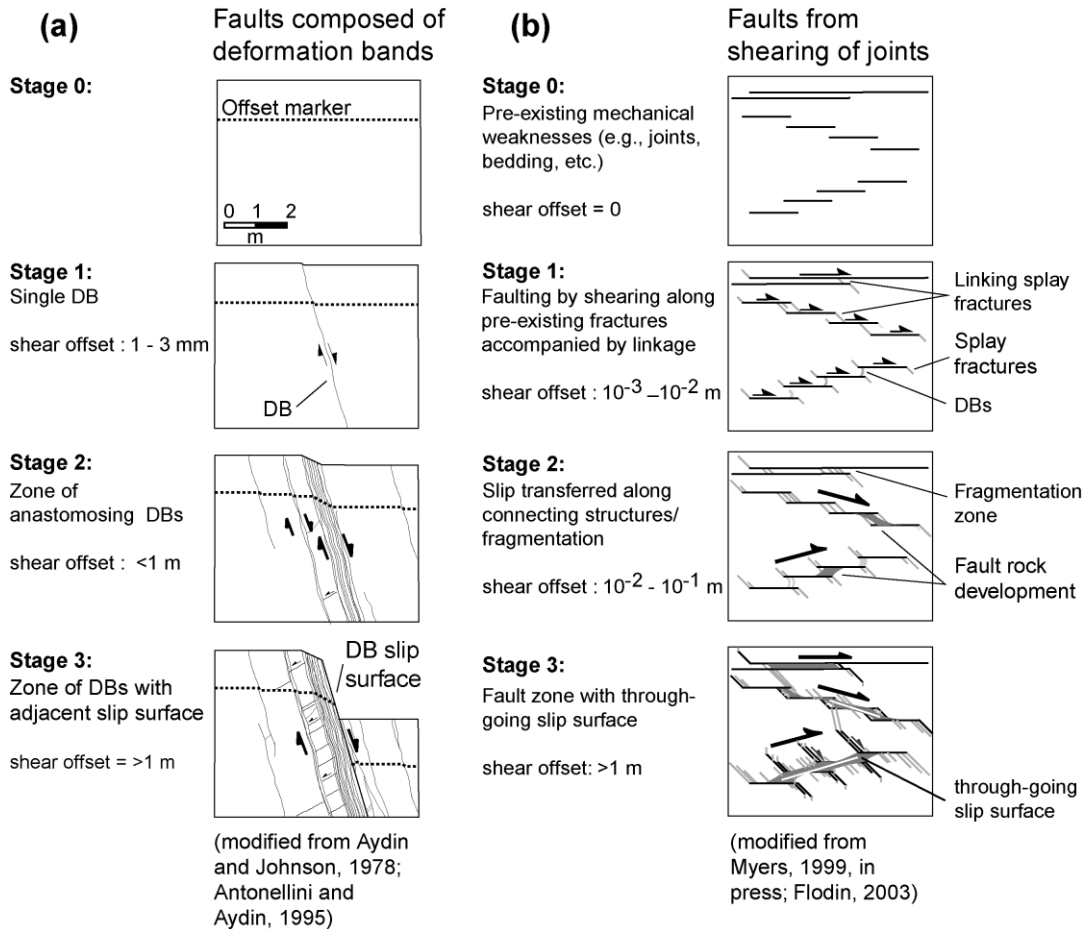 (a)
Faults composed of
deformation bands
Stage 0:
Offset marker
0 1 2
m
Stage 1:
Single DB
shear offset : 1 - 3 mm
DB
Stage 2:
Zone of
anastomosing DBs
shear offset : <1 m
Stage 3:
Zone of DBs with
adjacent slip surface
shear offset = >1 m
DB slip
surface
(modified from Aydin
and Johnson, 1978;
Antonellini and
Aydin, 1995)
(b)
Faults from
shearing of joints
Stage 0:
Pre-existing mechanical
weaknesses (e.g., joints,
bedding, etc.)
shear offset = 0
Stage 1:
Faulting by shearing along
pre-existing fractures
accompanied by linkage
shear offset : 10⁻³ –10⁻² m
Linking splay
fractures
Splay
fractures
DBs
Stage 2:
Slip transferred along
connecting structures/
fragmentation
shear offset : 10⁻² - 10⁻¹ m
Fragmentation
zone
Fault rock
development
Stage 3:
Fault zone with through-
going slip surface
shear offset: >1 m
through-going
slip surface
(modified from
Myers, 1999, in
press; Flodin, 2003)